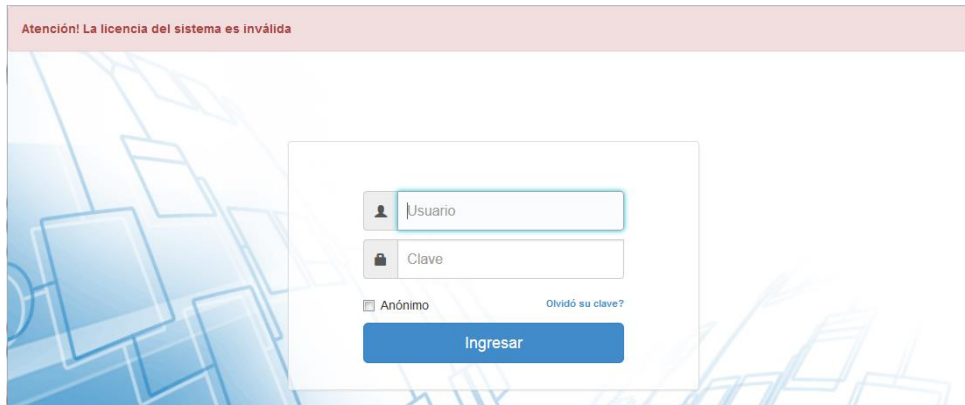 Atención! La licencia del sistema es inválida
Usuario
Clave
Anónimo
Olvidó su clave?
Ingresar